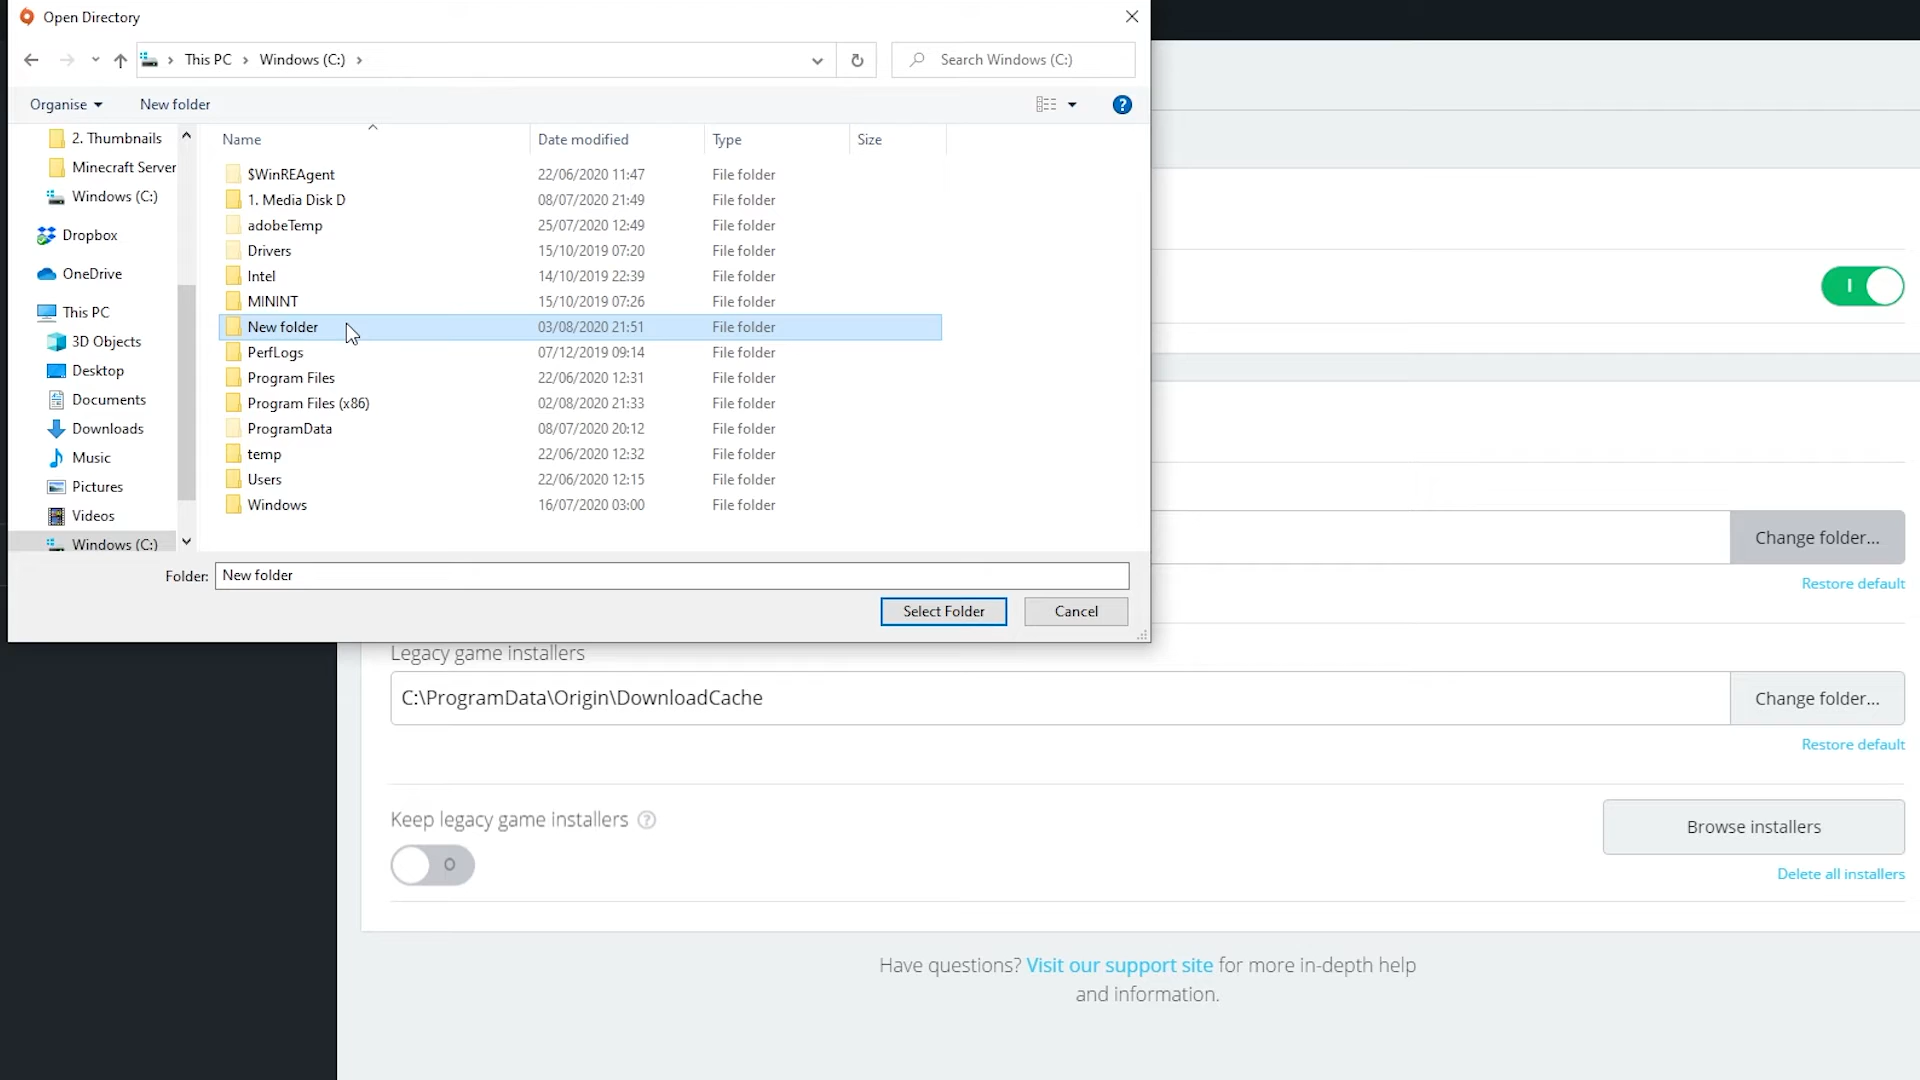 Open Directory
This PC
Windows (C:)
Search Windows (C:)
Organise
New folder
?
2. Thumbnails
Minecraft Server
Windows (C:)
Dropbox
OneDrive
This PC
3D Objects
Desktop
Documents
Downloads
Music
Pictures
Videos
Windows (C:)
Name Date modified Type Size
$WinREAgent 22/06/2020 11:47 File folder
1. Media Disk D 08/07/2020 21:49 File folder
adobeTemp 25/07/2020 12:49 File folder
Drivers 15/10/2019 07:20 File folder
Intel 14/10/2019 22:39 File folder
MININT 15/10/2019 07:26 File folder
New folder 03/08/2020 21:51 File folder
PerfLogs 07/12/2019 09:14 File folder
Program Files 22/06/2020 12:31 File folder
Program Files (x86) 02/08/2020 21:33 File folder
ProgramData 08/07/2020 20:12 File folder
temp 22/06/2020 12:32 File folder
Users 22/06/2020 12:15 File folder
Windows 16/07/2020 03:00 File folder
Folder: New folder
Select Folder Cancel
Change folder...
Restore default
Legacy game installers
C:\ProgramData\Origin\DownloadCache
Change folder...
Restore default
Keep legacy game installers ?
Browse installers
Delete all installers
Have questions? Visit our support site for more in-depth help
and information.